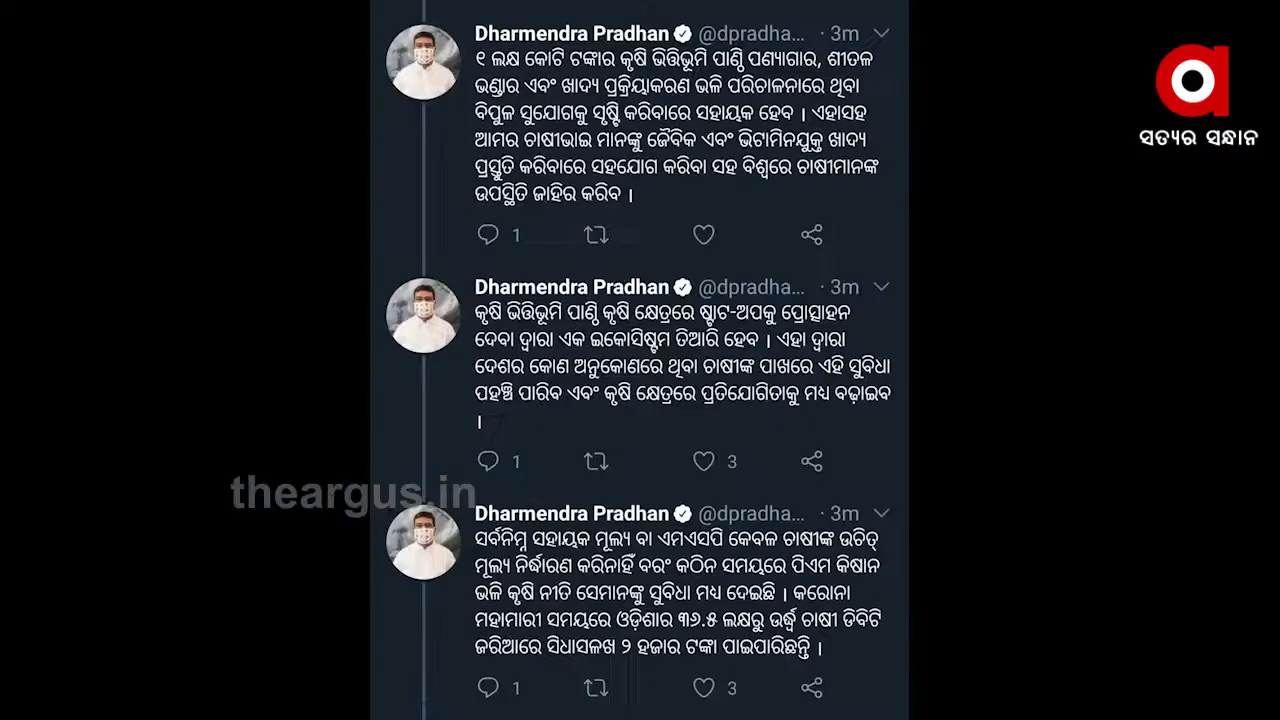 Dharmendra Pradhan @dpradha... · 3m
୧ ଲକ୍ଷ କୋଟି ଟଙ୍କାର କୃଷି ଭିତ୍ତିଭୂମି ପାଣ୍ଠି ପଣ୍ୟାଗାର, ଶୀତଳ
ଭଣ୍ଡାର ଏବଂ ଖାଦ୍ୟ ପ୍ରକ୍ରିୟାକରଣ ଭଳି ପରିଚାଳନାରେ ଥିବା
ବିପୁଳ ସୁଯୋଗକୁ ସୃଷ୍ଟି କରିବାରେ ସହାୟକ ହେବ । ଏହାସହ
ଆମର ଚାଷୀଭାଇ ମାନଙ୍କୁ ଜୈବିକ ଏବଂ ଭିଟାମିନଯୁକ୍ତ ଖାଦ୍ୟ
ପ୍ରସ୍ତୁତି କରିବାରେ ସହଯୋଗ କରିବା ସହ ବିଶ୍ୱରେ ଚାଷୀମାନଙ୍କ
ଉପସ୍ଥିତି ଜାହିର କରିବ ।
1
Dharmendra Pradhan @dpradha... · 3m
କୃଷି ଭିତ୍ତିଭୂମି ପାଣ୍ଠି କୃଷି କ୍ଷେତ୍ରରେ ଷ୍ଟାଟ-ଅପକୁ ପ୍ରୋତ୍ସାହନ
ଦେବା ଦ୍ୱାରା ଏକ ଇକୋସିଷ୍ଟମ ତିଆରି ହେବ । ଏହା ଦ୍ୱାରା
ଦେଶର କୋଣ ଅନୁକୋଣରେ ଥିବା ଚାଷୀଙ୍କ ପାଖରେ ଏହି ସୁବିଧା
ପହଞ୍ଚି ପାରିବ ଏବଂ କୃଷି କ୍ଷେତ୍ରରେ ପ୍ରତିଯୋଗିତାକୁ ମଧ୍ୟ ବଢ଼ାଇବ
।
1 3
Dharmendra Pradhan @dpradha... · 3m
ସର୍ବନିମ୍ନ ସହାୟକ ମୂଲ୍ୟ ବା ଏମଏସପି କେବଳ ଚାଷୀଙ୍କ ଉଚିତ୍
ମୂଲ୍ୟ ନିର୍ଦ୍ଧାରଣ କରିନାହିଁ ବରଂ କଠିନ ସମୟରେ ପିଏମ କିଷାନ
ଭଳି କୃଷି ନୀତି ସେମାନଙ୍କୁ ସୁବିଧା ମଧ୍ୟ ଦେଇଛି । କରୋନା
ମହାମାରୀ ସମୟରେ ଓଡ଼ିଶାର ୩୬.୫ ଲକ୍ଷରୁ ଊର୍ଦ୍ଧ୍ୱ ଚାଷୀ ଡିବିଟି
ଜରିଆରେ ସିଧାସଳଖ ୨ ହଜାର ଟଙ୍କା ପାଇପାରିଛନ୍ତି ।
1 3
ସତ୍ୟର ସନ୍ଧାନ
theargus.in